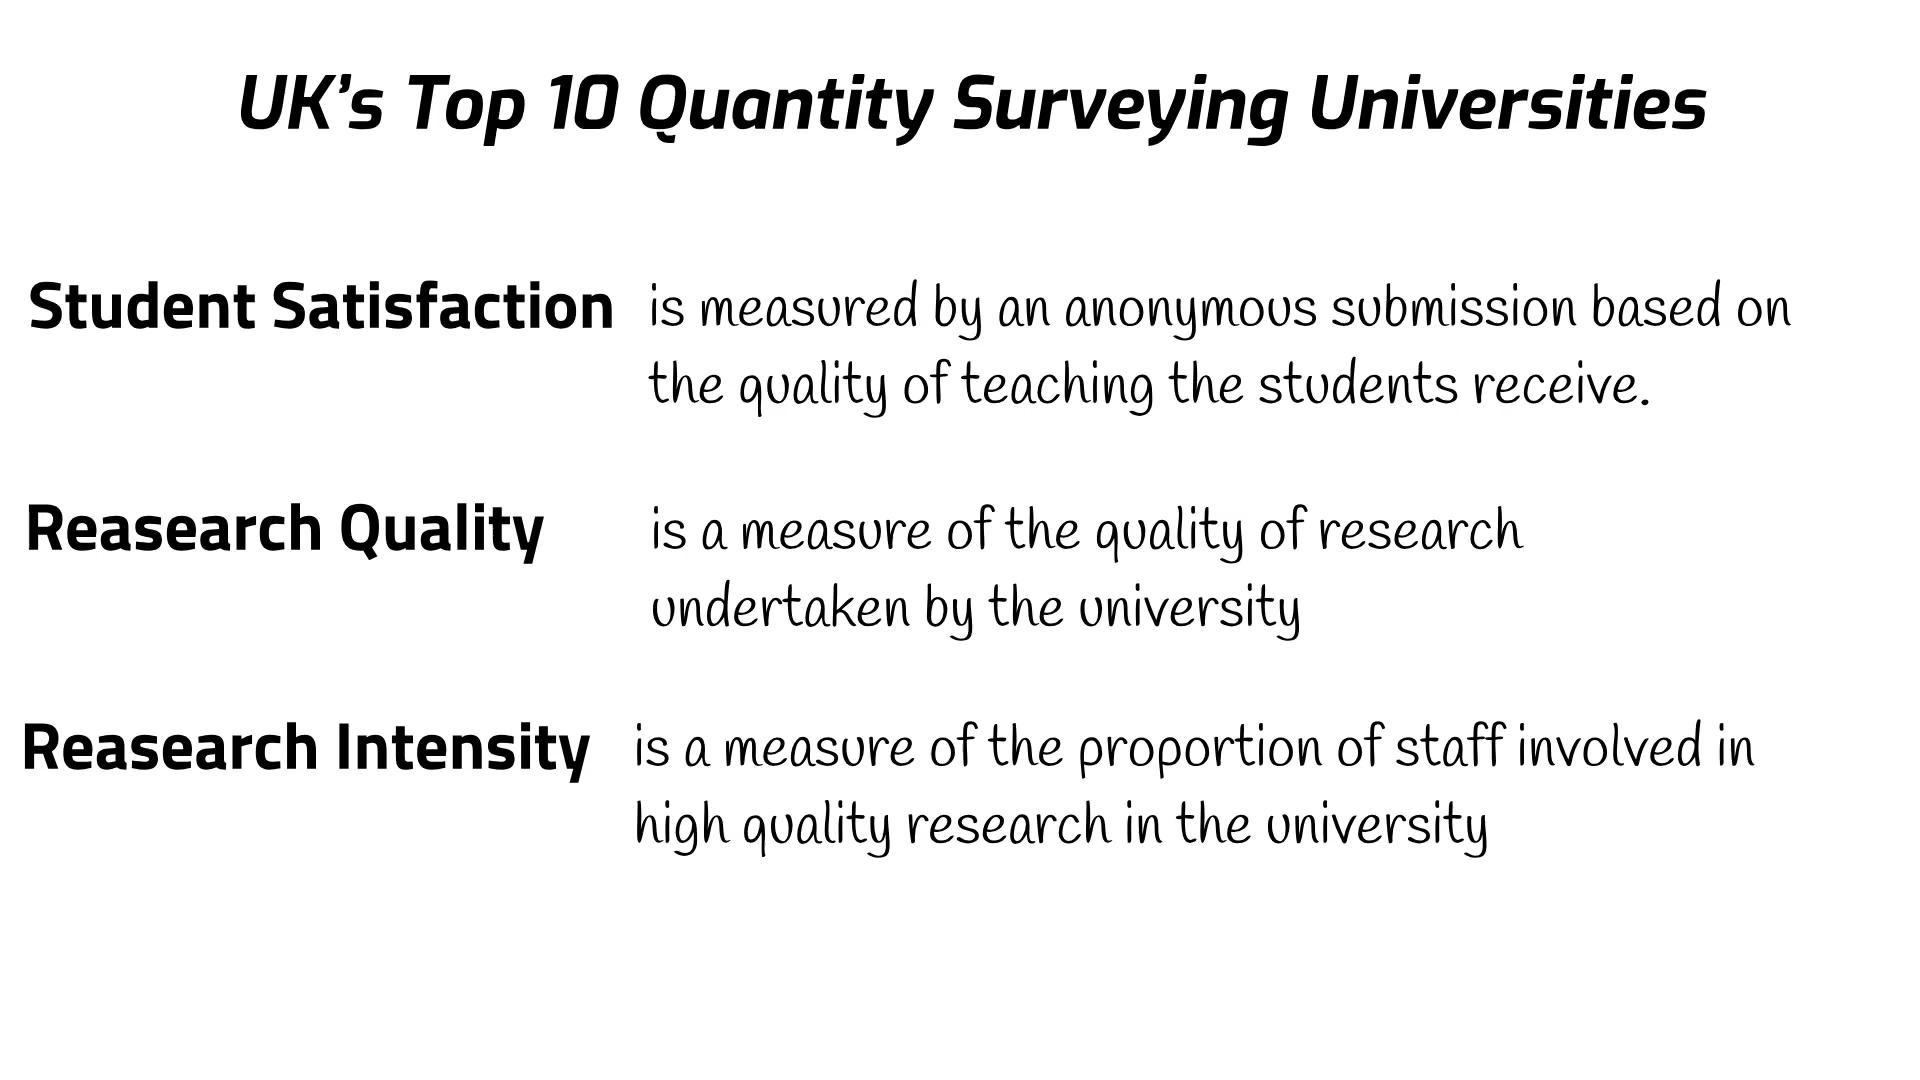 UK’s Top 10 Quantity Surveying Universities
Student Satisfaction is measured by an anonymous submission based on
the quality of teaching the students receive.
Reasearch Quality is a measure of the quality of research
undertaken by the university
Reasearch Intensity is a measure of the proportion of staff involved in
high quality research in the university